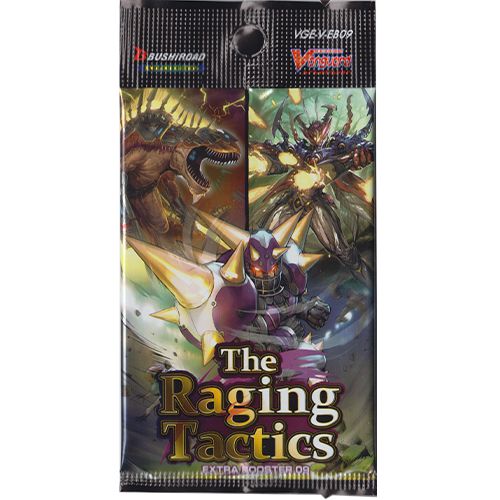 BUSHIROAD
VGE-V-EB09
Vanguard
The
Raging
Tactics
EXTRA BOOSTER 09